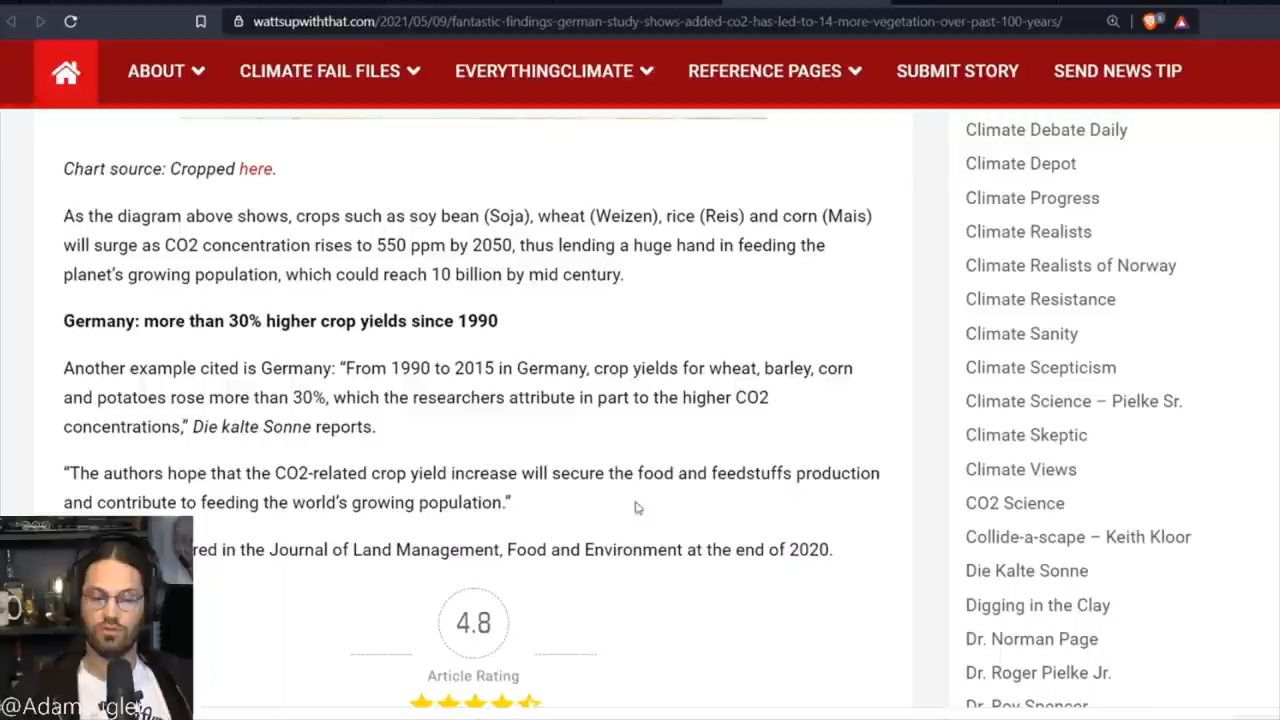 wattsupwiththat.com/2021/05/09/fantastic-findings-german-study-shows-added-co2-has-led-to-14-more-vegetation-over-past-100-years/
ABOUT CLIMATE FAIL FILES EVERYTHINGCLIMATE REFERENCE PAGES SUBMIT STORY SEND NEWS TIP
Chart source: Cropped here.
As the diagram above shows, crops such as soy bean (Soja), wheat (Weizen), rice (Reis) and corn (Mais)
will surge as CO2 concentration rises to 550 ppm by 2050, thus lending a huge hand in feeding the
planet's growing population, which could reach 10 billion by mid century.
Germany: more than 30% higher crop yields since 1990
Another example cited is Germany: “From 1990 to 2015 in Germany, crop yields for wheat, barley, corn
and potatoes rose more than 30%, which the researchers attribute in part to the higher CO2
concentrations,” Die kalte Sonne reports.
“The authors hope that the CO2-related crop yield increase will secure the food and feedstuffs production
and contribute to feeding the world's growing population.”
in the Journal of Land Management, Food and Environment at the end of 2020.
4.8
Article Rating
Climate Debate Daily
Climate Depot
Climate Progress
Climate Realists
Climate Realists of Norway
Climate Resistance
Climate Sanity
Climate Scepticism
Climate Science – Pielke Sr.
Climate Skeptic
Climate Views
CO2 Science
Collide-a-scape – Keith Kloor
Die Kalte Sonne
Digging in the Clay
Dr. Norman Page
Dr. Roger Pielke Jr.
Dr. Roy Spencer